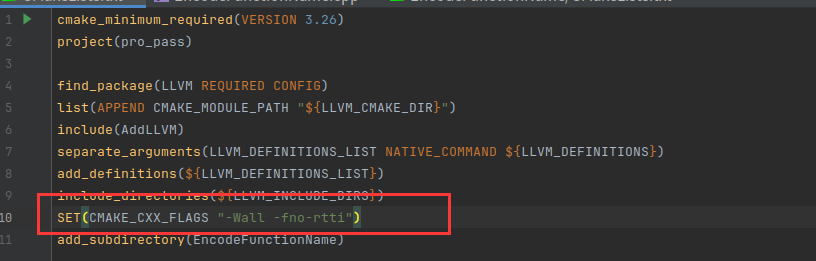 1 cmake_minimum_required(VERSION 3.26)
2 project(pro_pass)
3
4 find_package(LLVM REQUIRED CONFIG)
5 list(APPEND CMAKE_MODULE_PATH "${LLVM_CMAKE_DIR}")
6 include(AddLLVM)
7 separate_arguments(LLVM_DEFINITIONS_LIST NATIVE_COMMAND ${LLVM_DEFINITIONS})
8 add_definitions(${LLVM_DEFINITIONS_LIST})
9 include_directories(${LLVM_INCLUDE_DIRS})
10 SET(CMAKE_CXX_FLAGS "-Wall -fno-rtti")
11 add_subdirectory(EncodeFunctionName)